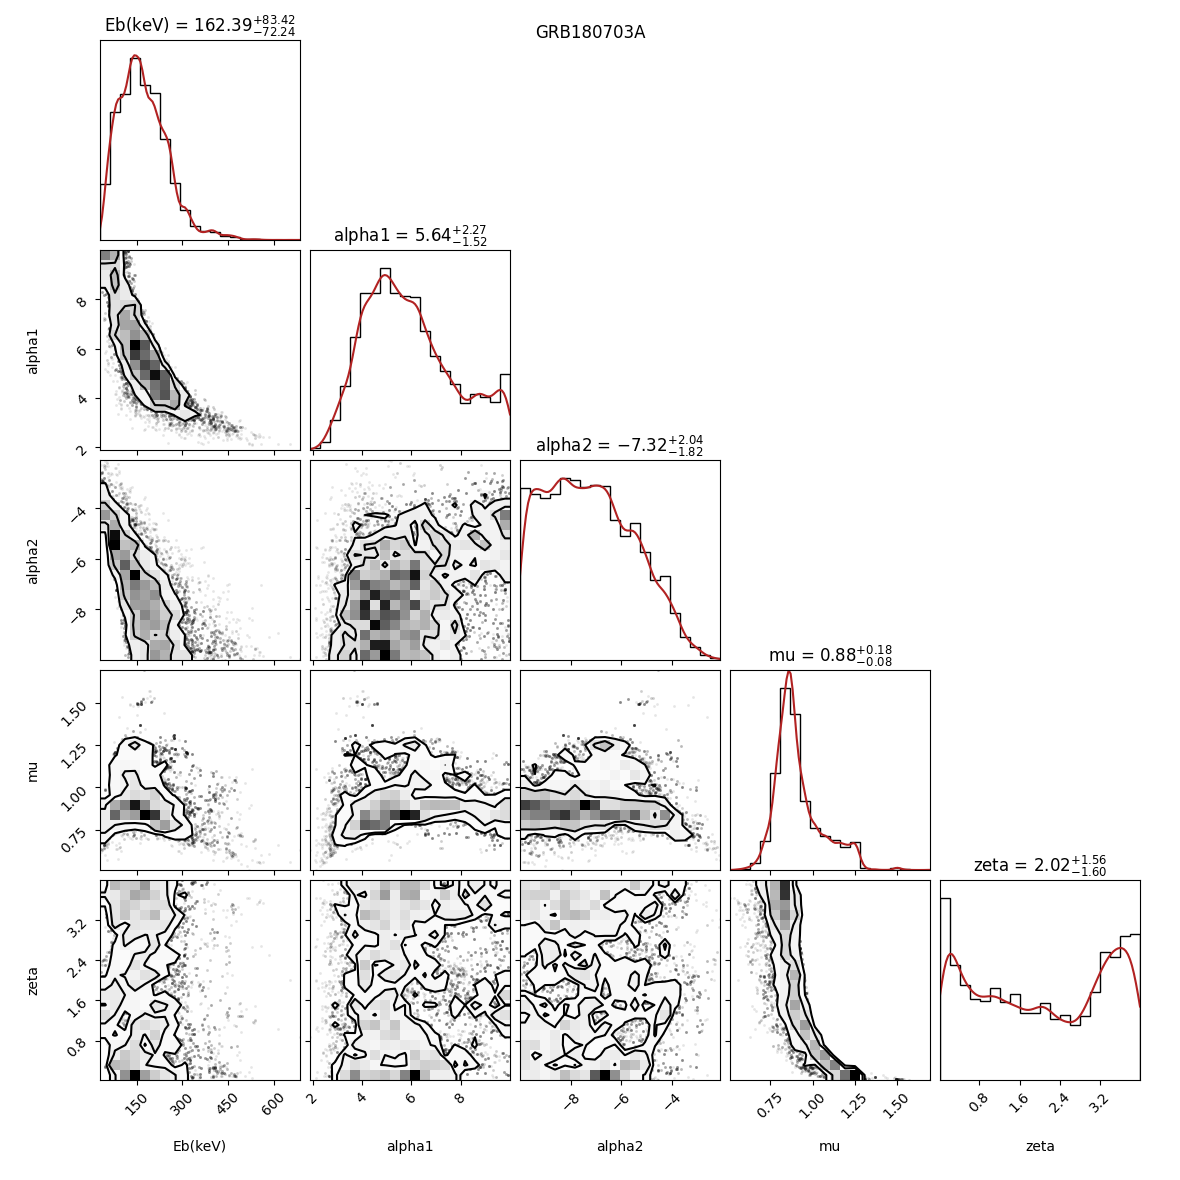 GRB180703A
Eb(keV) = 162.39+83.42−72.24
alpha1 = 5.64+2.27−1.52
alpha1
8
6
4
2
alpha2 = −7.32+2.04−1.82
alpha2
−4
−6
−8
mu = 0.88+0.18−0.08
mu
1.50
1.25
1.00
0.75
zeta = 2.02+1.56−1.60
zeta
3.2
2.4
1.6
0.8
150 300 450 600
2 4 6 8
−8 −6 −4
0.75 1.00 1.25 1.50
0.8 1.6 2.4 3.2
Eb(keV) alpha1 alpha2 mu zeta